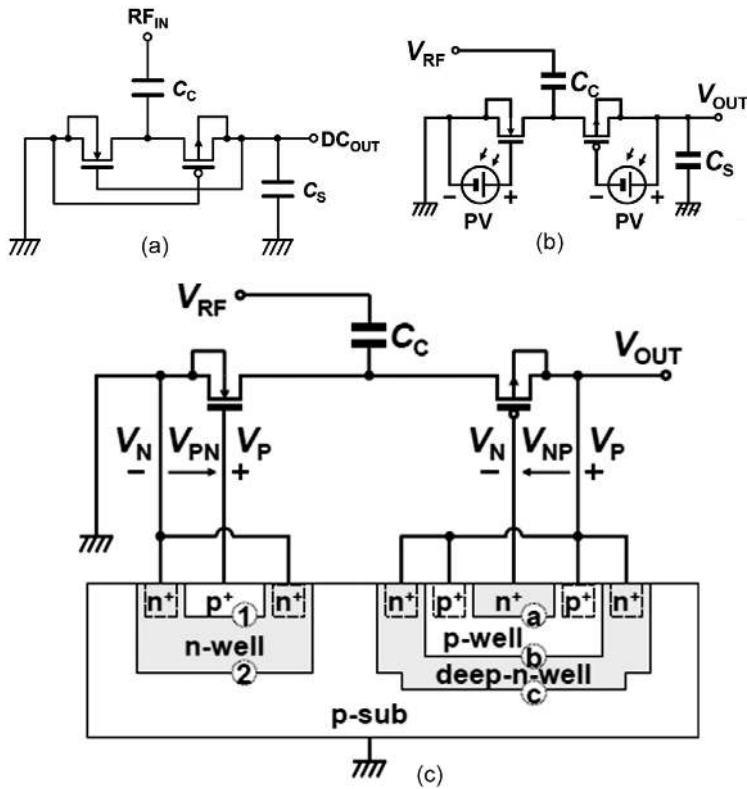 RF_IN
C_C
DC_OUT
C_S
(a)
V_RF
C_C
V_OUT
C_S
− + − +
PV PV
(b)
V_RF
C_C
V_OUT
V_N V_PN V_P V_N V_NP V_P
− + − +
n⁺ p⁺ n⁺ n⁺ p⁺ n⁺ p⁺ n⁺
1 a
n-well p-well
2 b
deep-n-well
c
p-sub
(c)